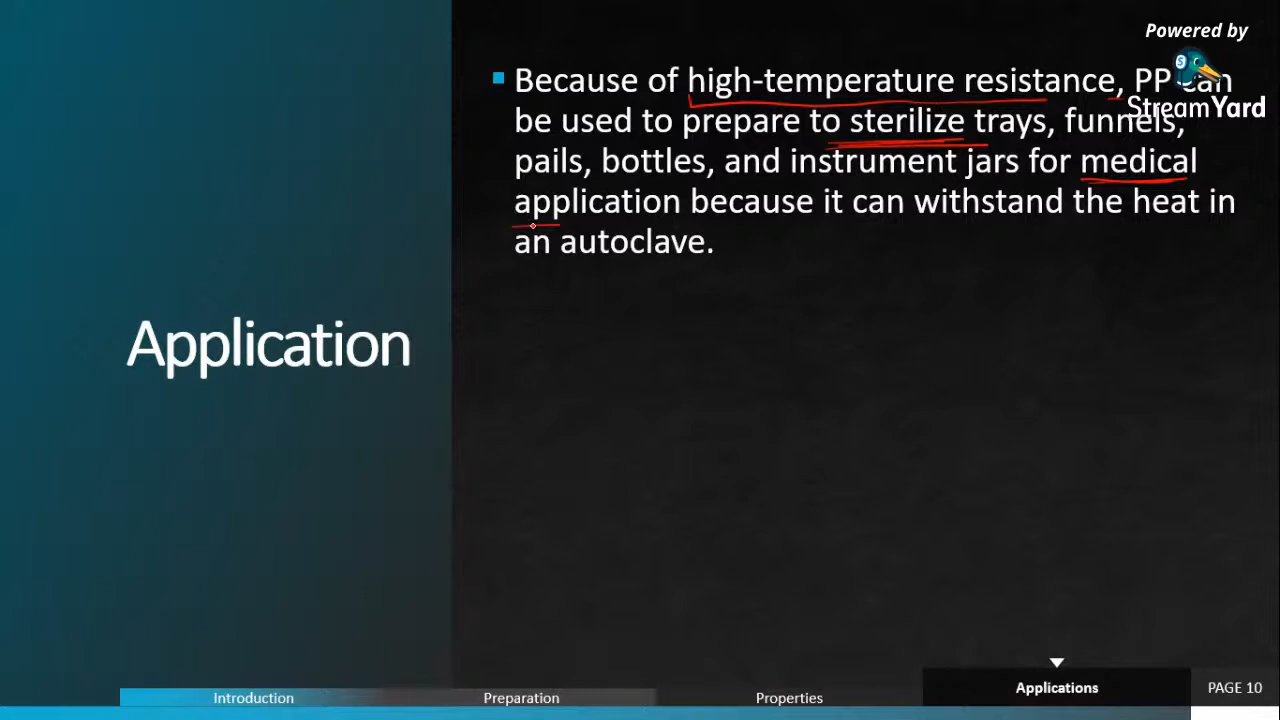 Powered by
StreamYard
Because of high-temperature resistance, PP can
be used to prepare to sterilize trays, funnels,
pails, bottles, and instrument jars for medical
application because it can withstand the heat in
an autoclave.
Application
Introduction
Preparation
Properties
Applications
PAGE 10